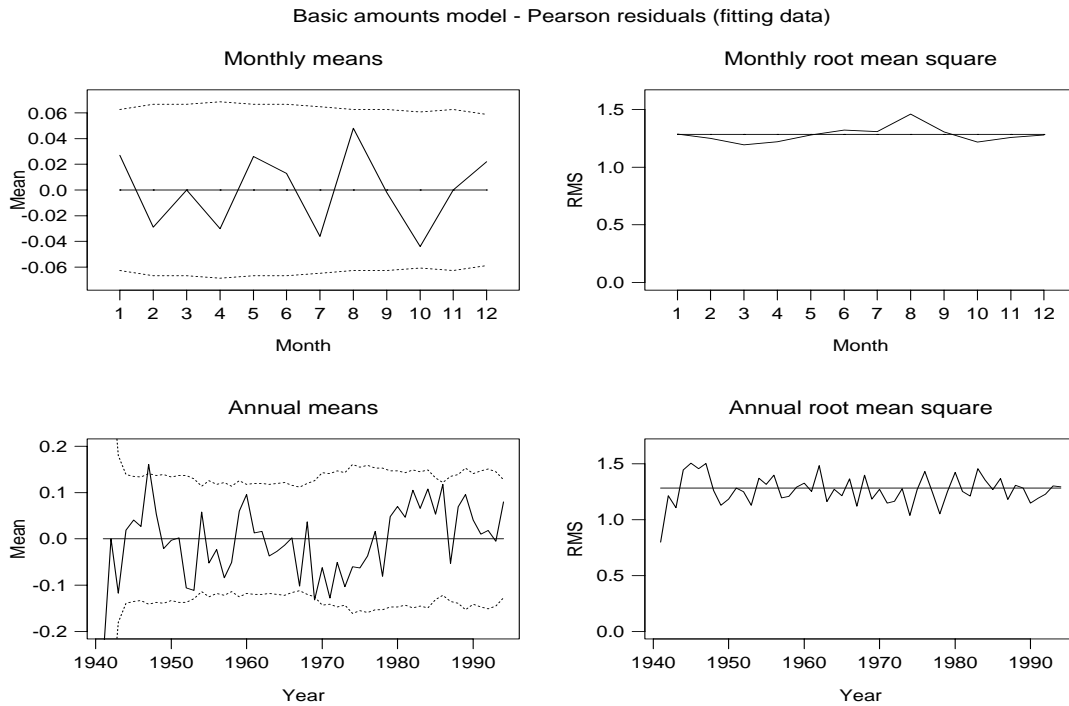 Basic amounts model - Pearson residuals (fitting data)
Monthly means
Mean
0.06
0.04
0.02
0.0
-0.02
-0.04
-0.06
1 2 3 4 5 6 7 8 9 10 11 12
Month
Monthly root mean square
RMS
1.5
1.0
0.5
0.0
1 2 3 4 5 6 7 8 9 10 11 12
Month
Annual means
Mean
0.2
0.1
0.0
-0.1
-0.2
1940 1950 1960 1970 1980 1990
Year
Annual root mean square
RMS
1.5
1.0
0.5
0.0
1940 1950 1960 1970 1980 1990
Year